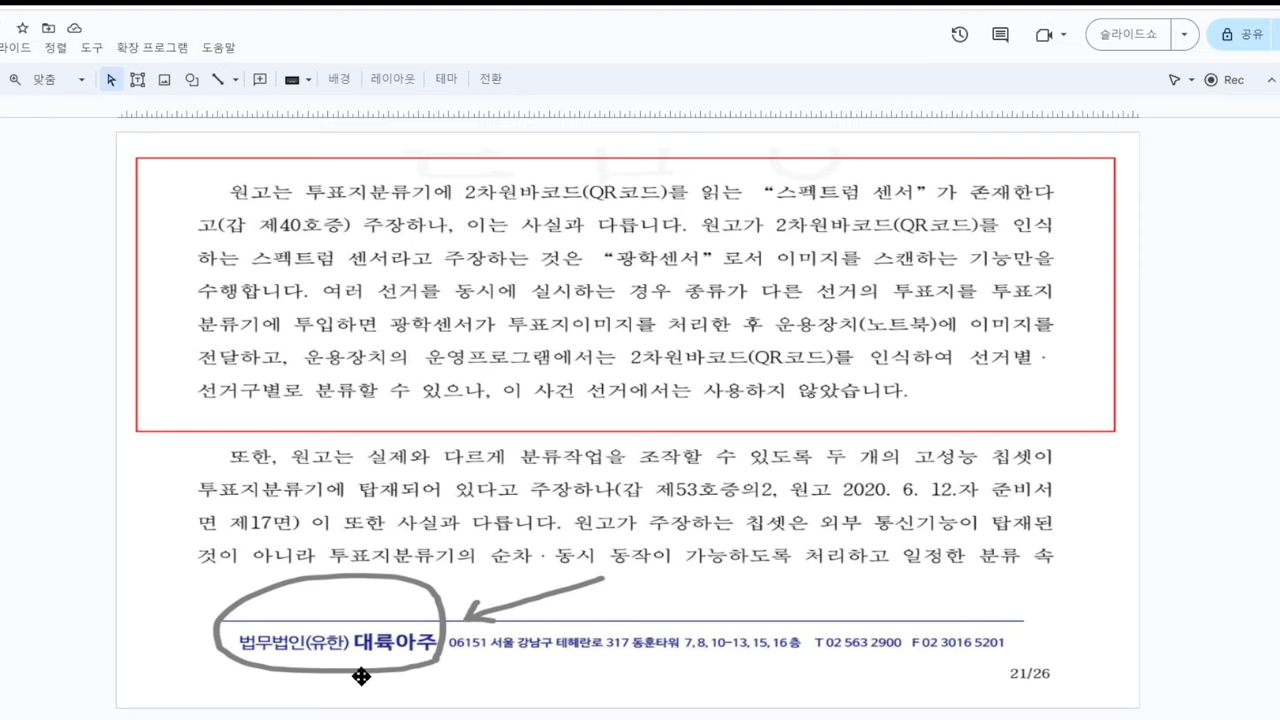 라이드 정렬 도구 확장 프로그램 도움말
슬라이드쇼
공유
맞춤
배경 레이아웃 테마 전환
Rec
원고는 투표지분류기에 2차원바코드(QR코드)를 읽는 “스펙트럼 센서”가 존재한다
고(갑 제40호증) 주장하나, 이는 사실과 다릅니다. 원고가 2차원바코드(QR코드)를 인식
하는 스펙트럼 센서라고 주장하는 것은 “광학센서”로서 이미지를 스캔하는 기능만을
수행합니다. 여러 선거를 동시에 실시하는 경우 종류가 다른 선거의 투표지를 투표지
분류기에 투입하면 광학센서가 투표지이미지를 처리한 후 운용장치(노트북)에 이미지를
전달하고, 운용장치의 운영프로그램에서는 2차원바코드(QR코드)를 인식하여 선거별·
선거구별로 분류할 수 있으나, 이 사건 선거에서는 사용하지 않았습니다.
또한, 원고는 실제와 다르게 분류작업을 조작할 수 있도록 두 개의 고성능 칩셋이
투표지분류기에 탑재되어 있다고 주장하나(갑 제53호증의2, 원고 2020. 6. 12.자 준비서
면 제17면) 이 또한 사실과 다릅니다. 원고가 주장하는 칩셋은 외부 통신기능이 탑재된
것이 아니라 투표지분류기의 순차·동시 동작이 가능하도록 처리하고 일정한 분류 속
법무법인(유한) 대륙아주 06151 서울 강남구 테헤란로 317 동훈타워 7, 8, 10-13, 15, 16층 T 02 563 2900 F 02 3016 5201
21/26